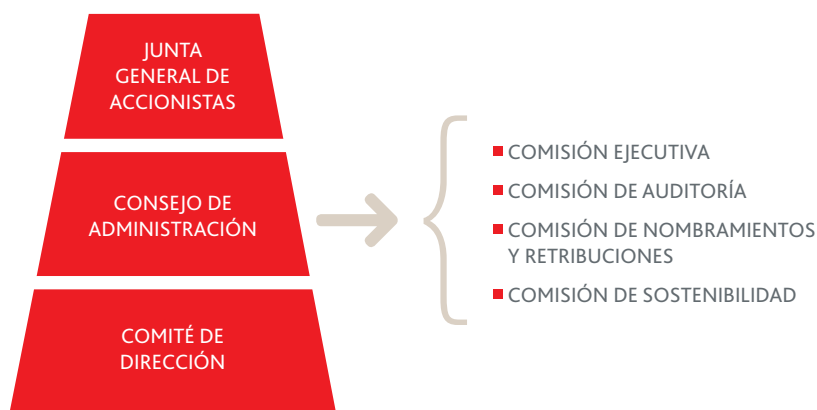 JUNTA
GENERAL DE
ACCIONISTAS
CONSEJO DE
ADMINISTRACIÓN
COMITÉ DE
DIRECCIÓN
COMISIÓN EJECUTIVA
COMISIÓN DE AUDITORÍA
COMISIÓN DE NOMBRAMIENTOS
Y RETRIBUCIONES
COMISIÓN DE SOSTENIBILIDAD